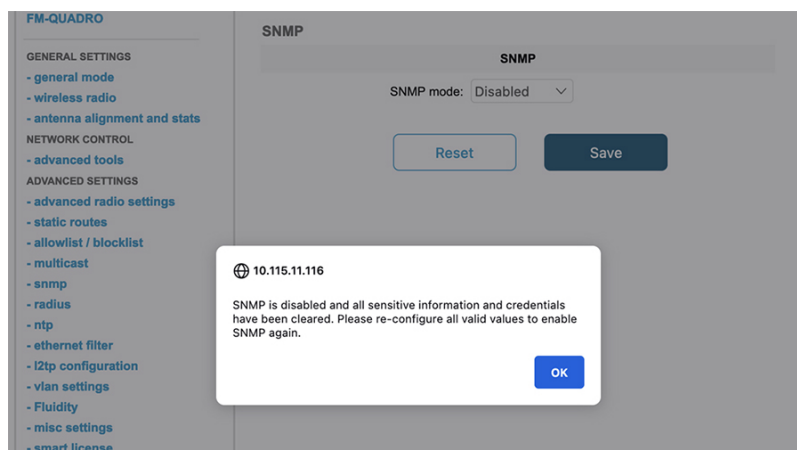 FM-QUADRO
GENERAL SETTINGS
- general mode
- wireless radio
- antenna alignment and stats
NETWORK CONTROL
- advanced tools
ADVANCED SETTINGS
- advanced radio settings
- static routes
- allowlist / blocklist
- multicast
- snmp
- radius
- ntp
- ethernet filter
- l2tp configuration
- vlan settings
- Fluidity
- misc settings
- smart license
SNMP
SNMP
SNMP mode: Disabled
Reset
Save
10.115.11.116
SNMP is disabled and all sensitive information and credentials
have been cleared. Please re-configure all valid values to enable
SNMP again.
OK